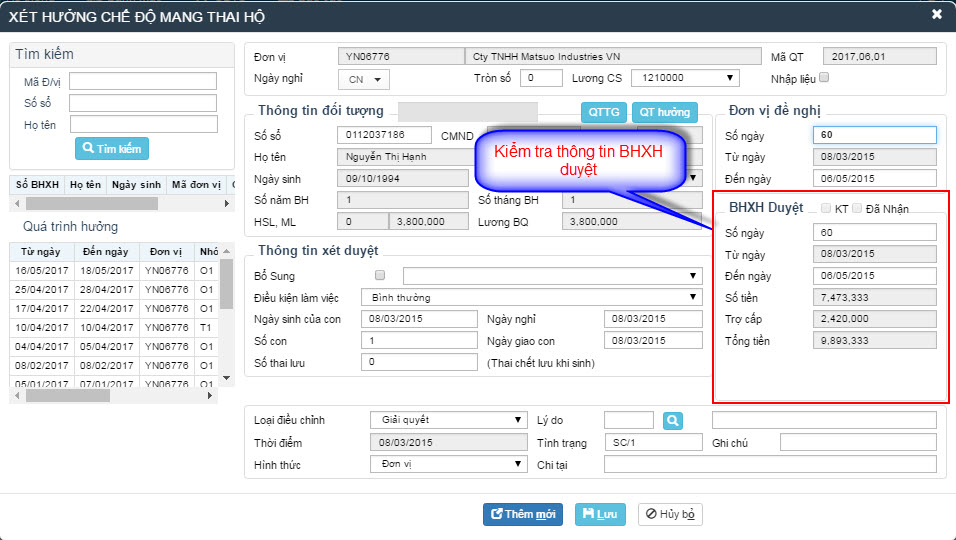 XÉT HƯỞNG CHẾ ĐỘ MANG THAI HỘ
Tìm kiếm
Mã Đ/vị
Số sổ
Họ tên
Tìm kiếm
Số BHXH Họ tên Ngày sinh Mã đơn vị
Quá trình hưởng
Từ ngày Đến ngày Đơn vị Nhó
16/05/2017 18/05/2017 YN06776 O1
25/04/2017 28/04/2017 YN06776 O1
17/04/2017 22/04/2017 YN06776 O1
10/04/2017 10/04/2017 YN06776 T1
04/04/2017 05/04/2017 YN06776 O1
08/02/2017 08/02/2017 YN06776 O1
05/01/2017 07/01/2017 YN06776 O1
Đơn vị YN06776 Cty TNHH Matsuo Industries VN Mã QT 2017,06,01
Ngày nghỉ CN Tròn số 0 Lương CS 1210000 Nhập liệu
Thông tin đối tượng QTTG QT hưởng
Số sổ 0112037186 CMND
Họ tên Nguyễn Thị Hạnh
Ngày sinh 09/10/1994
Số năm BH 1 Số tháng BH 1
HSL, ML 0 3,800,000 Lương BQ 3,800,000
Kiểm tra thông tin BHXH
duyệt
Đơn vị đề nghị
Số ngày 60
Từ ngày 08/03/2015
Đến ngày 06/05/2015
BHXH Duyệt KT Đã Nhận
Số ngày 60
Từ ngày 08/03/2015
Đến ngày 06/05/2015
Số tiền 7,473,333
Trợ cấp 2,420,000
Tổng tiền 9,893,333
Thông tin xét duyệt
Bổ Sung
Điều kiện làm việc Bình thường
Ngày sinh của con 08/03/2015 Ngày nghỉ 08/03/2015
Số con 1 Ngày giao con 08/03/2015
Số thai lưu 0 (Thai chết lưu khi sinh)
Loại điều chỉnh Giải quyết Lý do
Thời điểm 08/03/2015 Tình trạng SC/1 Ghi chú
Hình thức Đơn vị Chi tại
Thêm mới Lưu Hủy bỏ